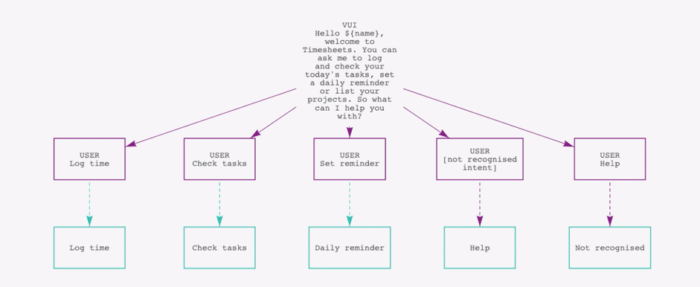 VUI
Hello ${name},
welcome to
Timesheets. You can
ask me to log
and check your
today's tasks, set
a daily reminder
or list your
projects. So what
can I help you
with?
USER
Log time
USER
Check tasks
USER
Set reminder
USER
[not recognised
intent]
USER
Help
Log time
Check tasks
Daily reminder
Help
Not recognised